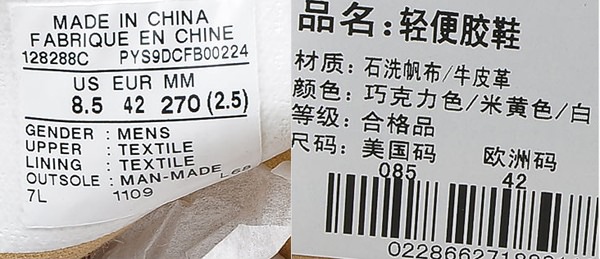 MADE IN CHINA
FABRIQUE EN CHINE
128288C PYS9DCFB00224
US EUR MM
8.5 42 270 (2.5)
GENDER : MENS
UPPER : TEXTILE
LINING : TEXTILE
OUTSOLE : MAN-MADE
7L 1109
品名:轻便胶鞋
材质:石洗帆布/牛皮革
颜色:巧克力色/米黄色/白
等级:合格品
尺码:美国码 欧洲码
085 42